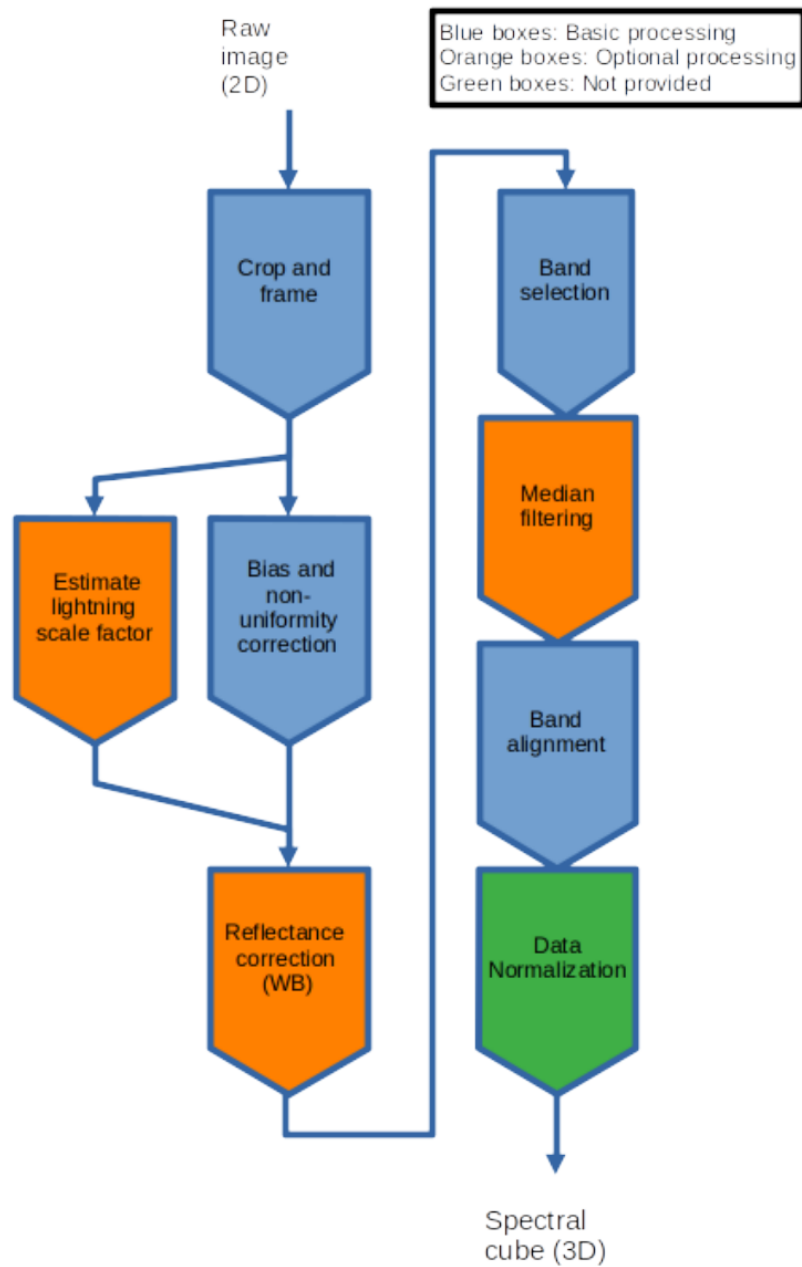 Raw
image
(2D)
Blue boxes: Basic processing
Orange boxes: Optional processing
Green boxes: Not provided
Crop and
frame
Estimate
lightning
scale factor
Bias and
non-
uniformity
correction
Reflectance
correction
(WB)
Band
selection
Median
filtering
Band
alignment
Data
Normalization
Spectral
cube (3D)